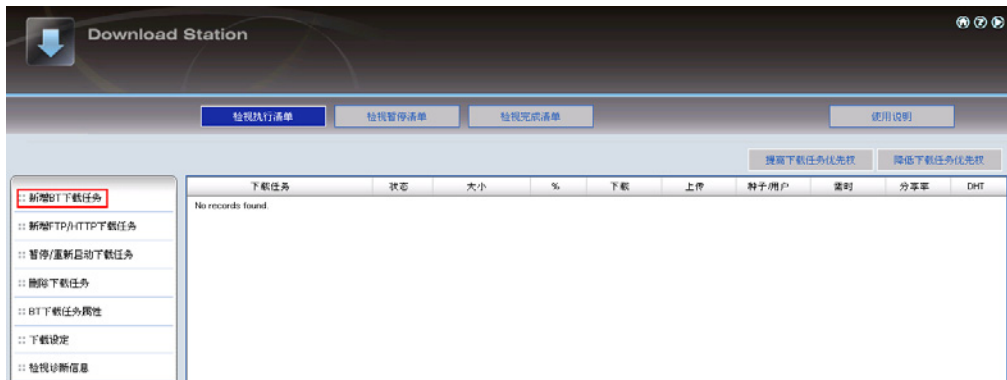 Download Station
检视执行清单 检视暂停清单 检视完成清单 使用说明
提高下载任务优先权 降低下载任务优先权
新增BT下载任务
新增FTP/HTTP下载任务
暂停/重新启动下载任务
删除下载任务
BT下载任务属性
下载设定
检视诊断信息
下载任务 状态 大小 % 下载 上传 种子/用户 需时 分享率 DHT
No records found.